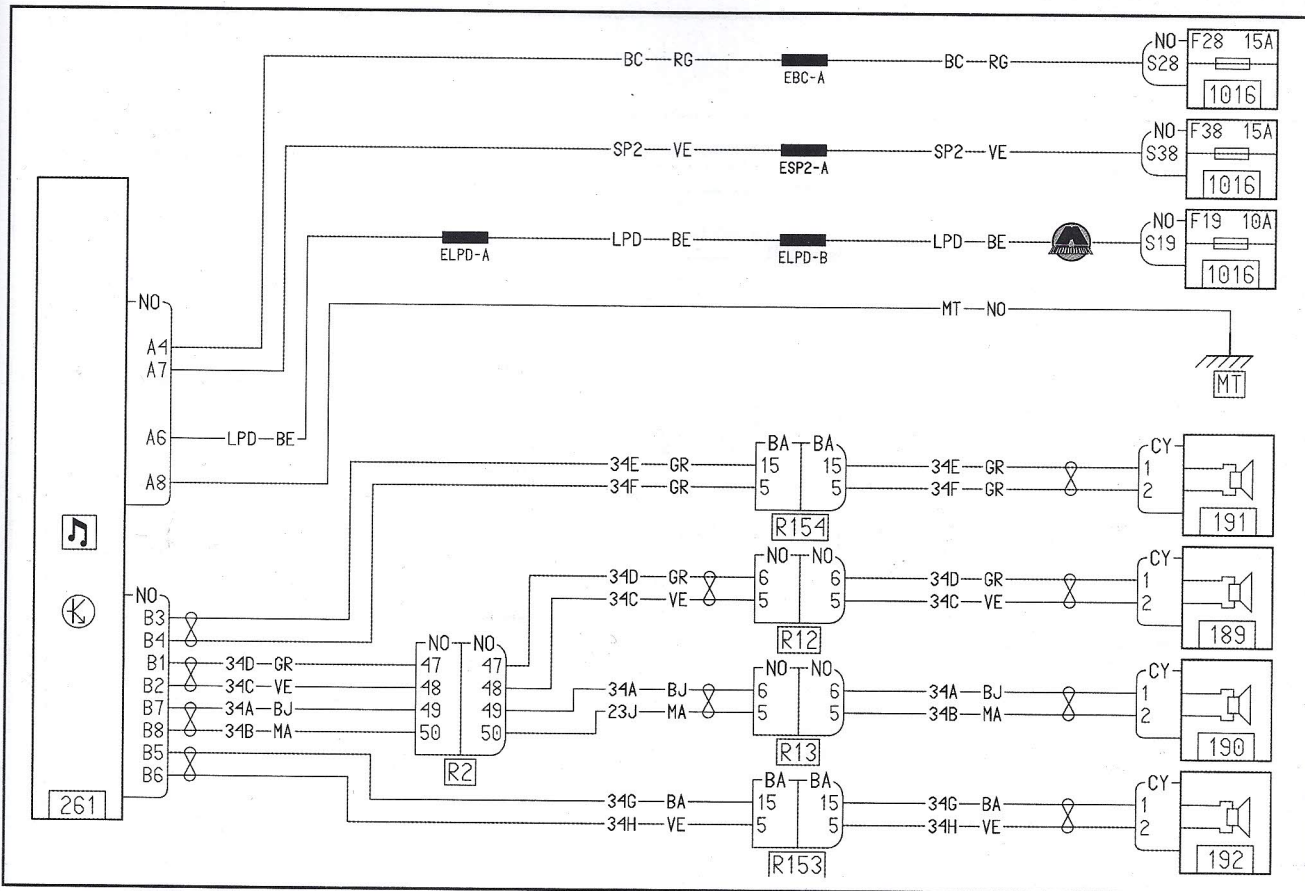 BC RG EBC-A BC RG NO F28 15A
S28
1016
SP2 VE ESP2-A SP2 VE NO F38 15A
S38
1016
ELPD-A LPD BE ELPD-B LPD BE NO F19 10A
S19
1016
NO MT NO
A4
A7
MT
A6 LPD BE
A8
BA BA CY
34E GR 15 15 34E GR 1
34F GR 5 5 34F GR 2
R154 191
NO NO CY
34D GR 6 6 34D GR 1
34C VE 5 5 34C VE 2
R12 189
NO
B3
B4 NO NO
B1 34D GR 47 47
B2 34C VE 48 48
B7 34A BJ 49 49
B8 34B MA 50 50
B5
B6
R2
NO NO CY
34A BJ 6 6 34A BJ 1
23J MA 5 5 34B MA 2
R13 190
BA BA CY
34G BA 15 15 34G BA 1
34H VE 5 5 34H VE 2
R153 192
261